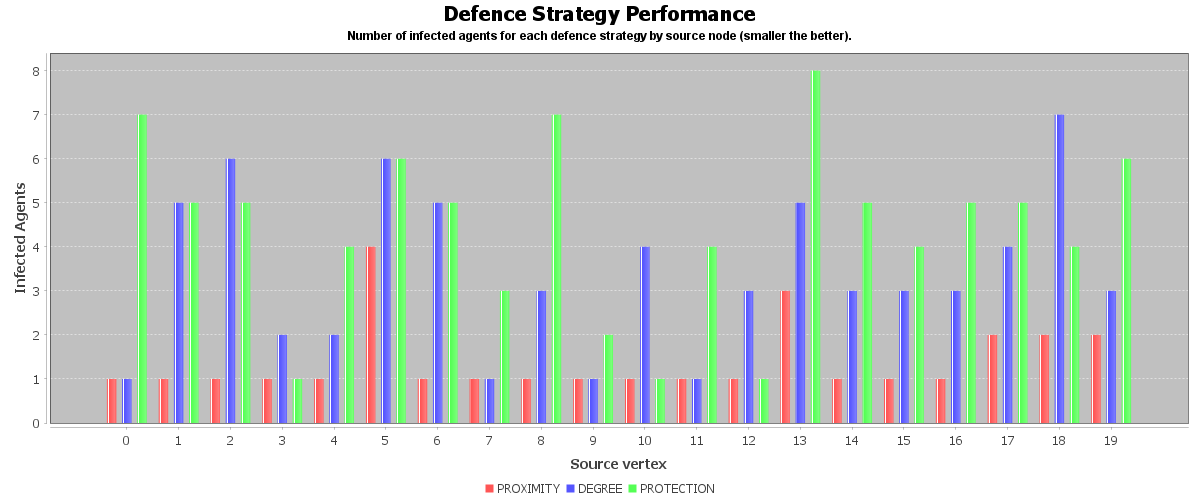 Defence Strategy Performance
Number of infected agents for each defence strategy by source node (smaller the better).
8
7
6
5
4
3
2
1
0
Infected Agents
0 1 2 3 4 5 6 7 8 9 10 11 12 13 14 15 16 17 18 19
Source vertex
PROXIMITY DEGREE PROTECTION